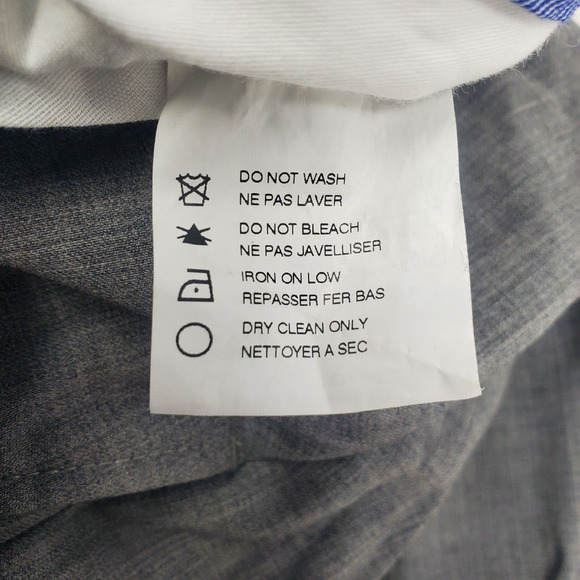 DO NOT WASH
NE PAS LAVER
DO NOT BLEACH
NE PAS JAVELLISER
IRON ON LOW
REPASSER FER BAS
DRY CLEAN ONLY
NETTOYER A SEC